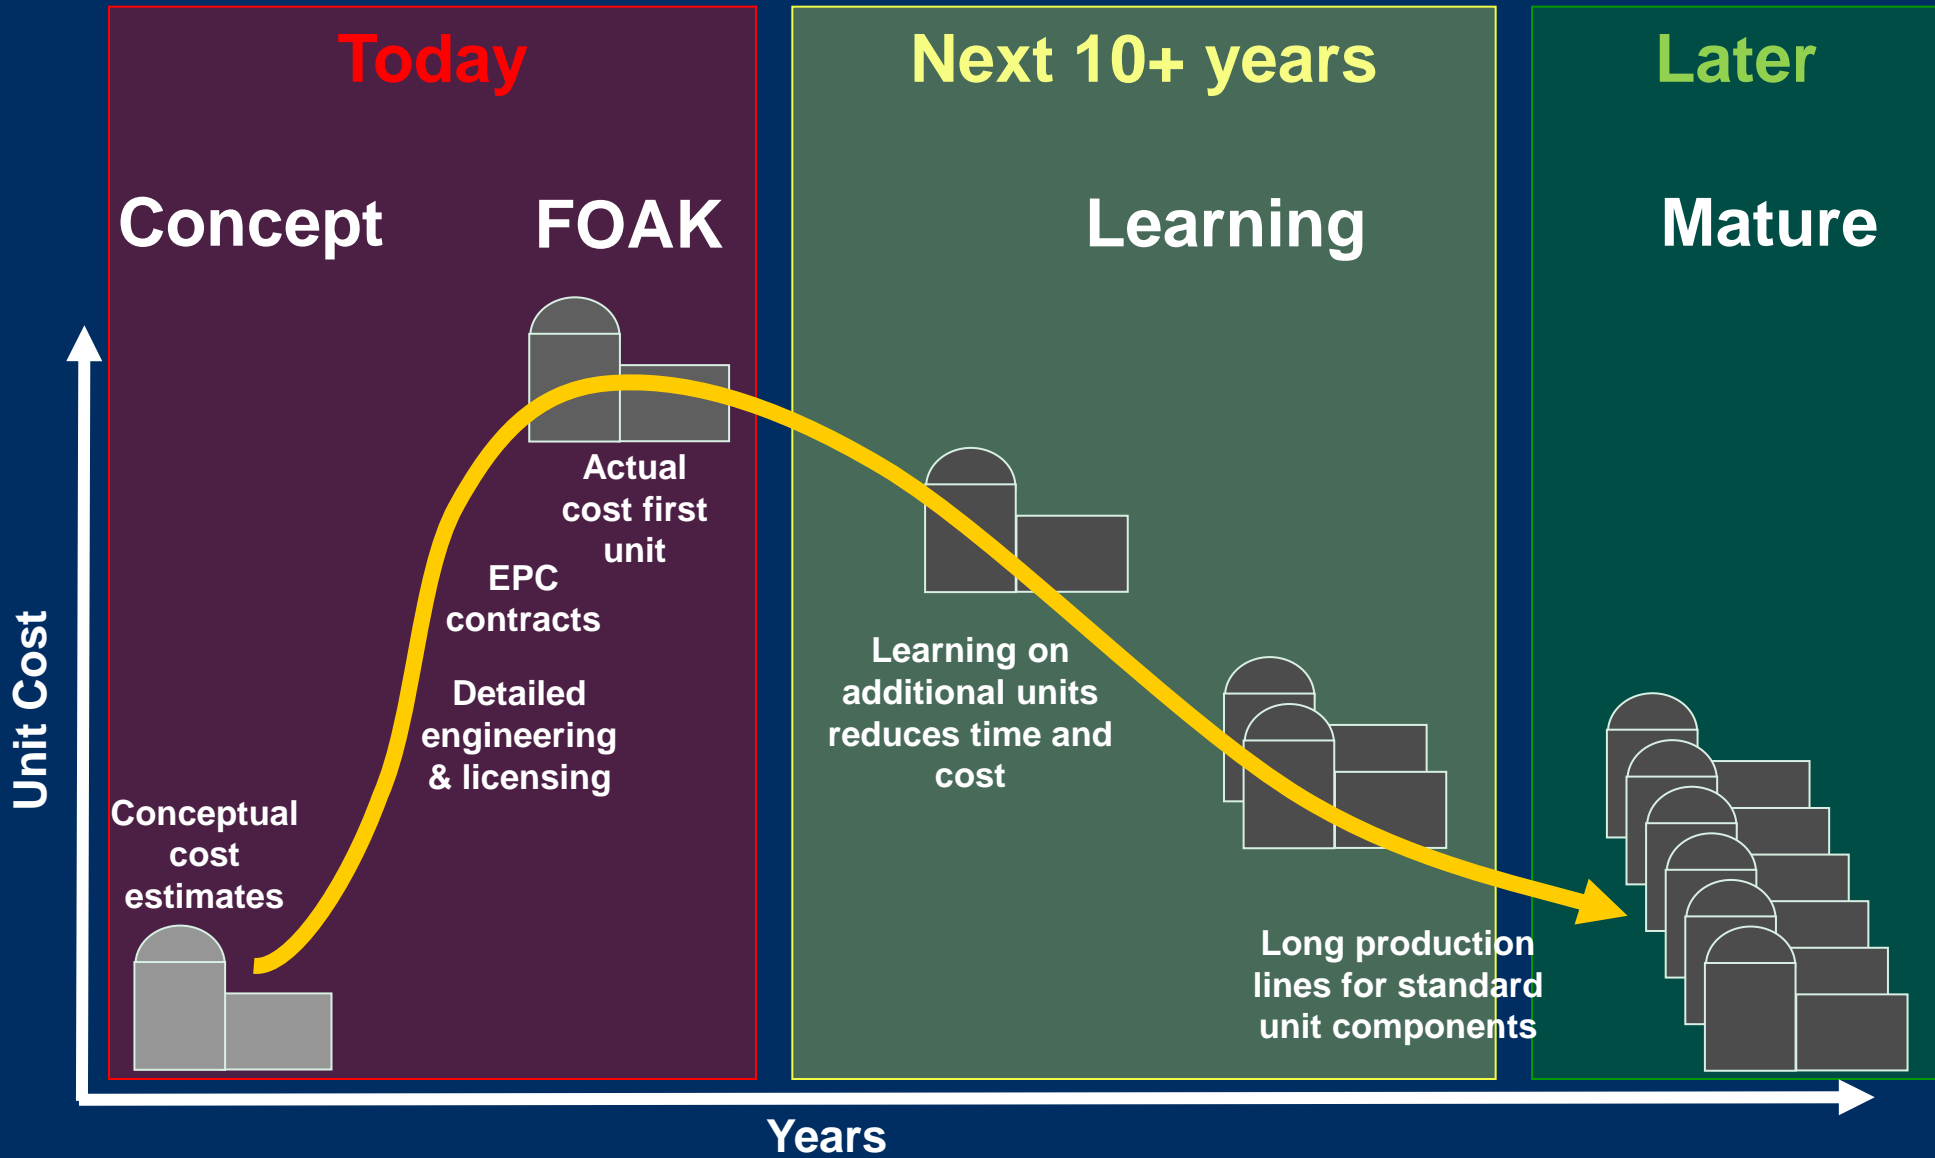 Today
Next 10+ years
Later
Concept
FOAK
Learning
Mature
Unit Cost
Conceptual
cost
estimates
Detailed
engineering
& licensing
EPC
contracts
Actual
cost first
unit
Learning on
additional units
reduces time and
cost
Long production
lines for standard
unit components
Years